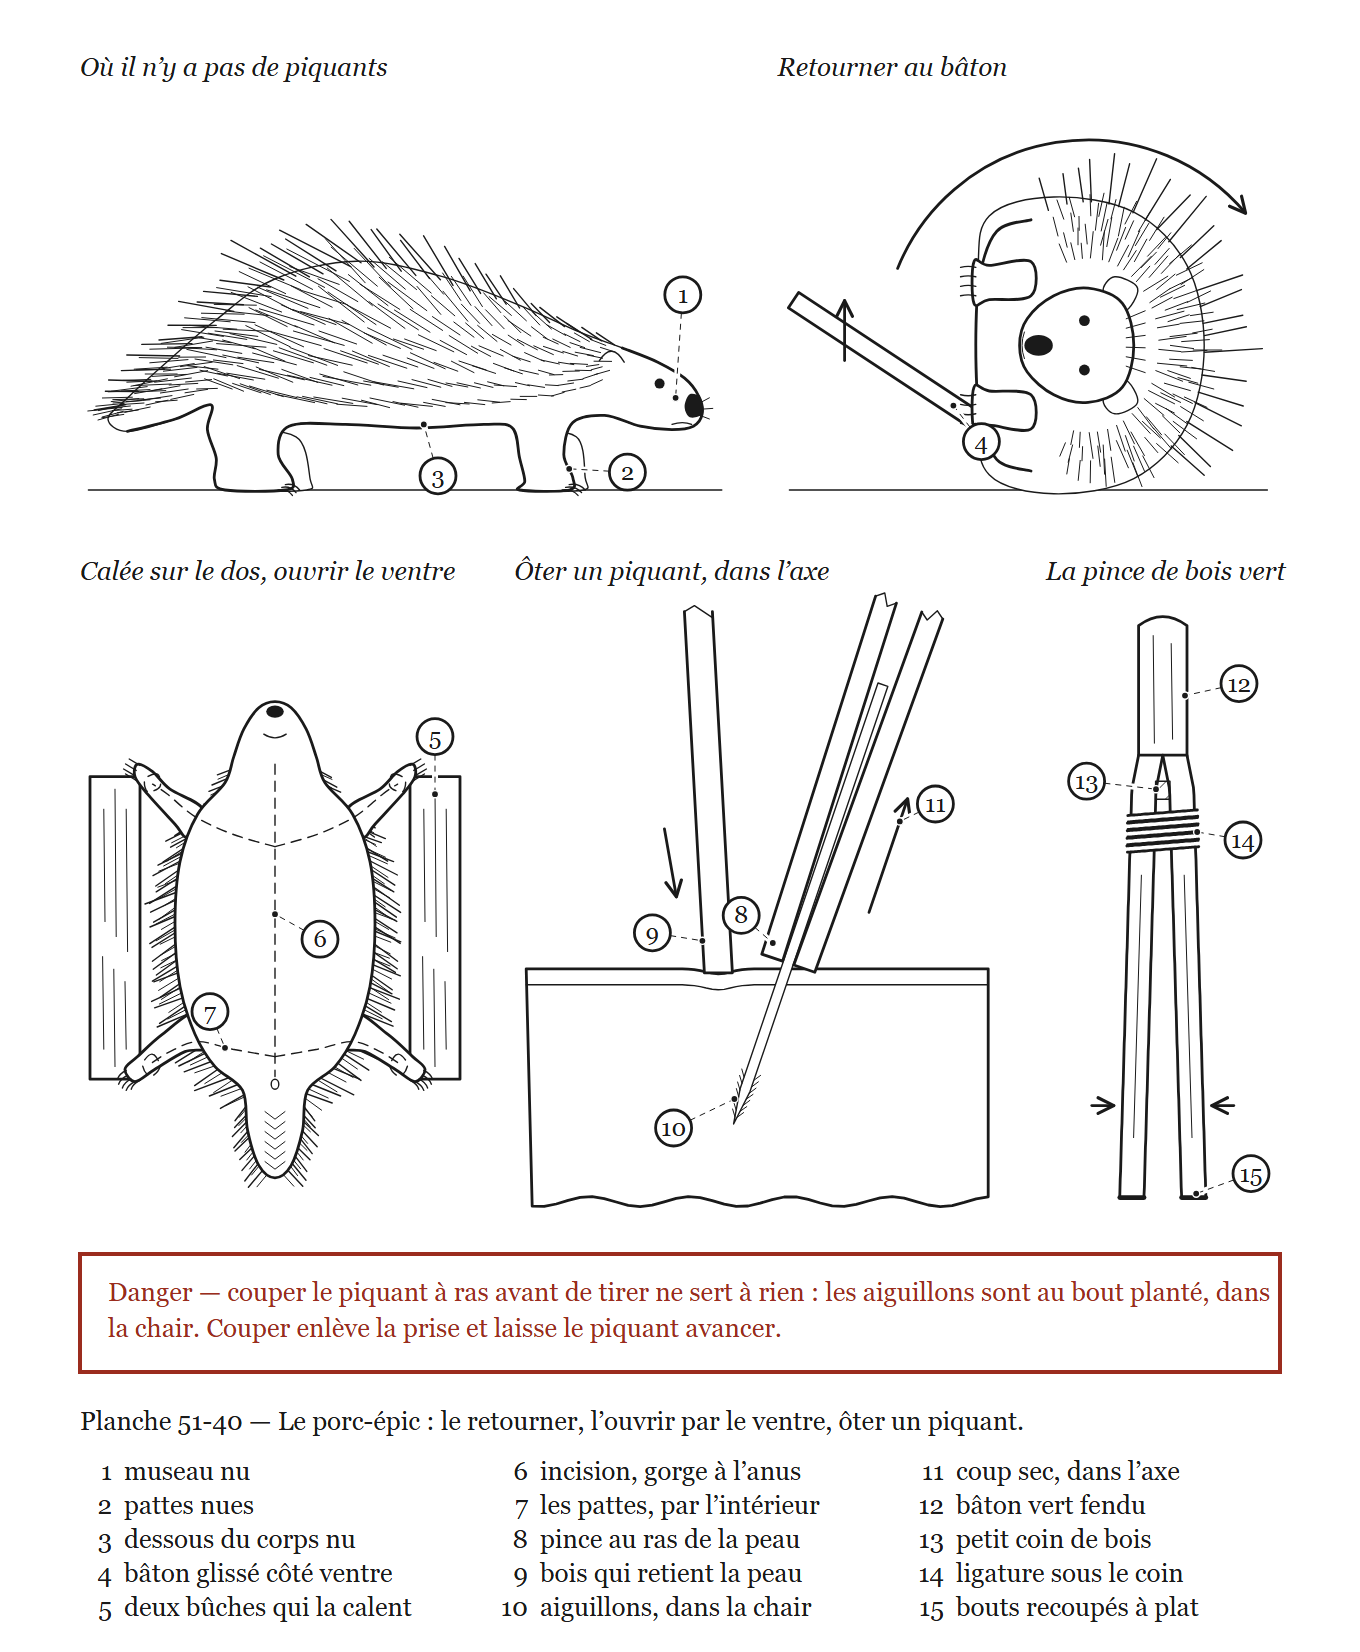 Où il n’y a pas de piquants
Retourner au bâton
1
2
3
4
Calée sur le dos, ouvrir le ventre
Ôter un piquant, dans l’axe
La pince de bois vert
5
6
7
8
9
10
11
12
13
14
15
Danger — couper le piquant à ras avant de tirer ne sert à rien : les aiguillons sont au bout planté, dans
la chair. Couper enlève la prise et laisse le piquant avancer.
Planche 51-40 — Le porc-épic : le retourner, l’ouvrir par le ventre, ôter un piquant.
1 museau nu
2 pattes nues
3 dessous du corps nu
4 bâton glissé côté ventre
5 deux bûches qui la calent
6 incision, gorge à l’anus
7 les pattes, par l’intérieur
8 pince au ras de la peau
9 bois qui retient la peau
10 aiguillons, dans la chair
11 coup sec, dans l’axe
12 bâton vert fendu
13 petit coin de bois
14 ligature sous le coin
15 bouts recoupés à plat